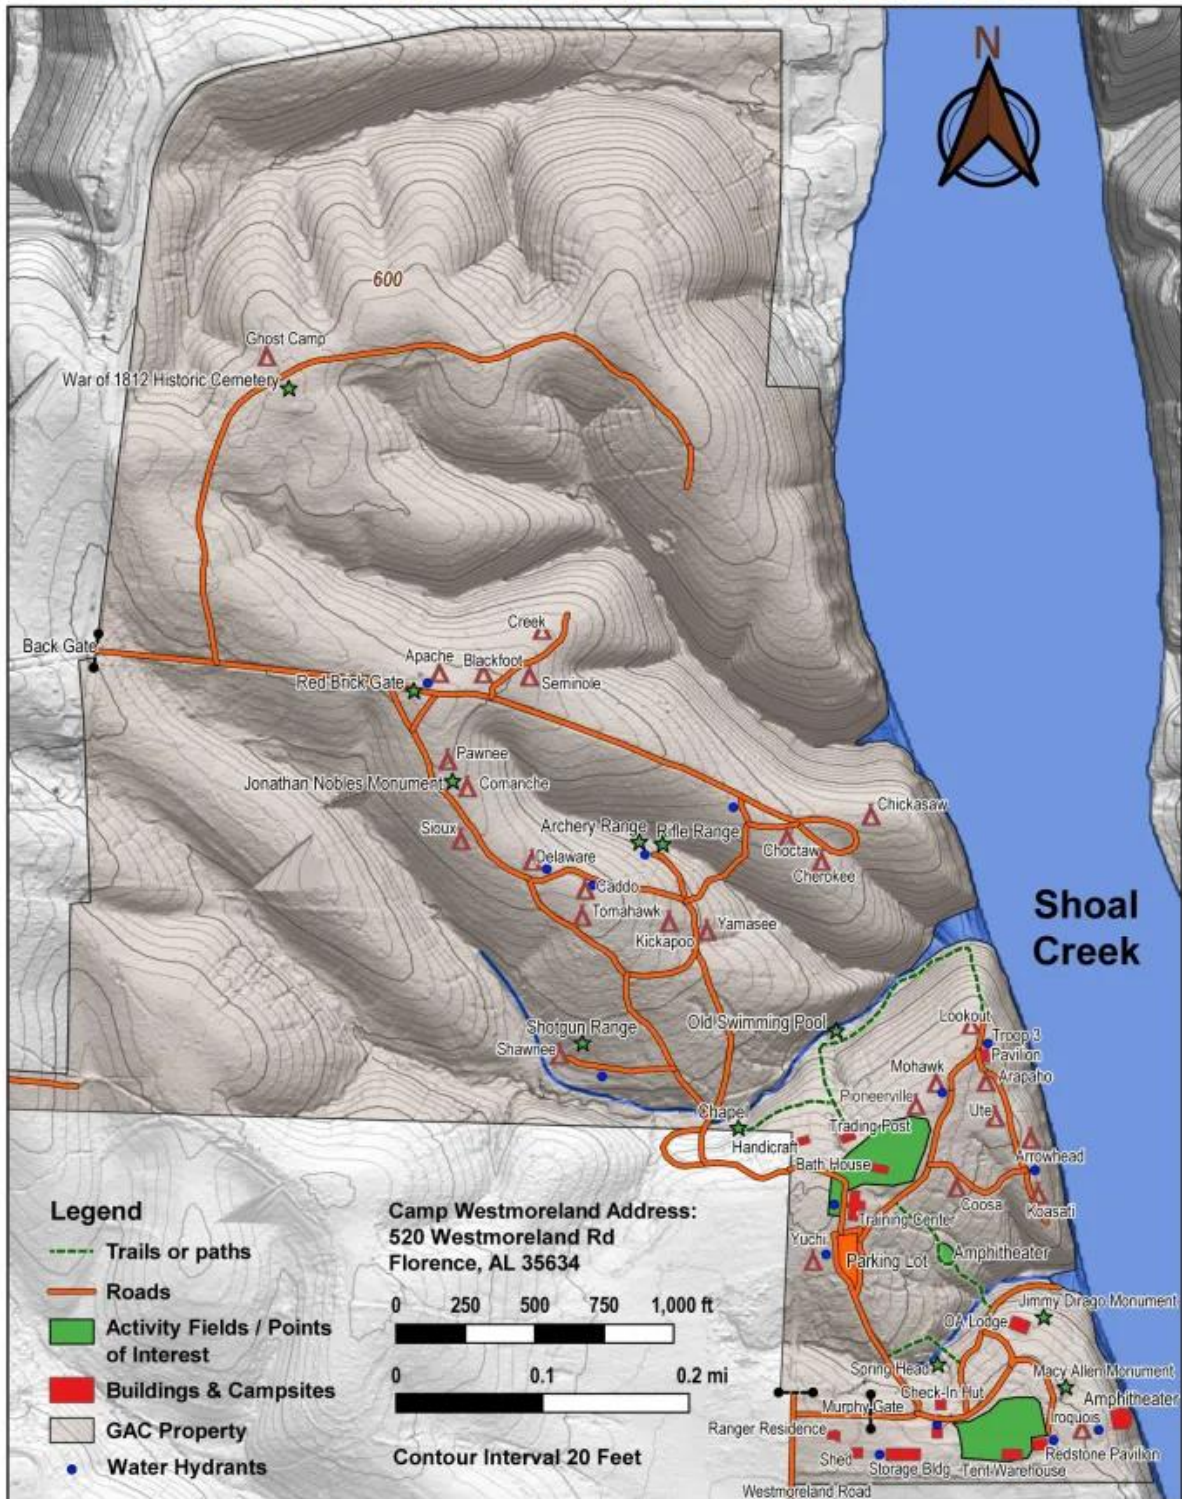 N
600
Ghost Camp
War of 1812 Historic Cemetery
Creek
Back Gate
Apache
Blackfoot
Red Brick Gate
Seminole
Pawnee
Jonathan Nobles Monument
Comanche
Chickasaw
Sioux
Archery Range
Rifle Range
Delaware
Choctaw
Cherokee
Caddo
Tomahawk
Kickapoo
Yamasee
Shoal
Creek
Old Swimming Pool
Lookout
Shotgun Range
Shawnee
Troop 3
Pavilion
Mohawk
Arapaho
Pioneerville
Ute
Chapel
Trading Post
Handicraft
Arrowhead
Bath House
Coosa
Koasati
Training Center
Yuchi
Amphitheater
Parking Lot
Jimmy Dirago Monument
OA Lodge
Spring Head
Macy Allen Monument
Check-In Hut
Amphitheater
Murphy Gate
Iroquois
Ranger Residence
Redstone Pavilion
Shed
Storage Bldg
Tent Warehouse
Westmoreland Road
Legend
Trails or paths
Roads
Activity Fields / Points
of Interest
Buildings & Campsites
GAC Property
Water Hydrants
Camp Westmoreland Address:
520 Westmoreland Rd
Florence, AL 35634
0 250 500 750 1,000 ft
0 0.1 0.2 mi
Contour Interval 20 Feet